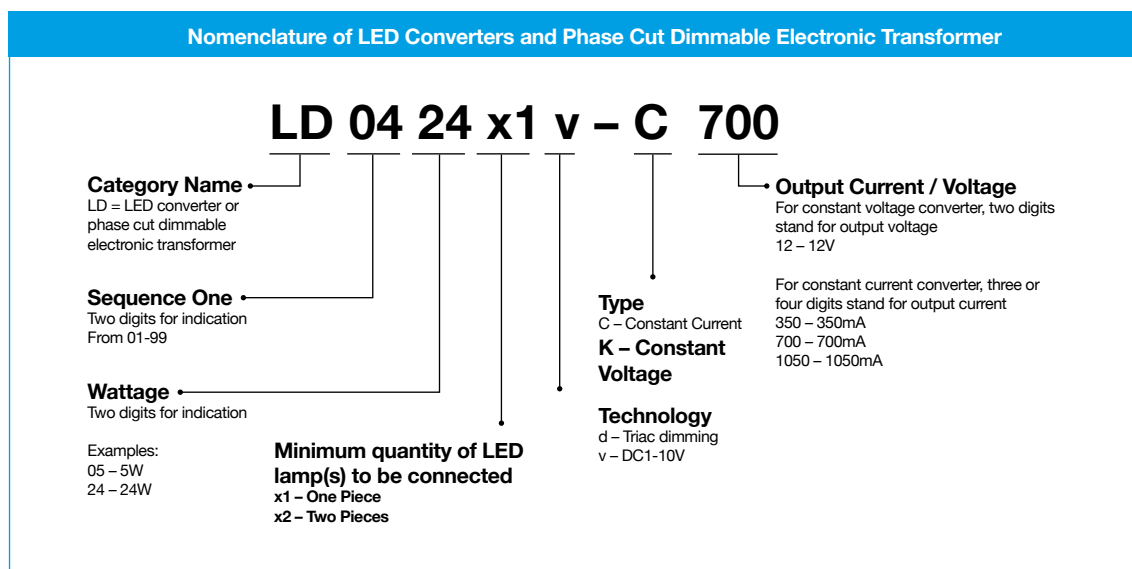 Nomenclature of LED Converters and Phase Cut Dimmable Electronic Transformer
LD 04 24 x1 v – C 700
Category Name
LD = LED converter or
phase cut dimmable
electronic transformer
Sequence One
Two digits for indication
From 01-99
Wattage
Two digits for indication
Examples:
05 – 5W
24 – 24W
Minimum quantity of LED
lamp(s) to be connected
x1 – One Piece
x2 – Two Pieces
Type
C – Constant Current
K – Constant
Voltage
Technology
d – Triac dimming
v – DC1-10V
Output Current / Voltage
For constant voltage converter, two digits
stand for output voltage
12 – 12V
For constant current converter, three or
four digits stand for output current
350 – 350mA
700 – 700mA
1050 – 1050mA